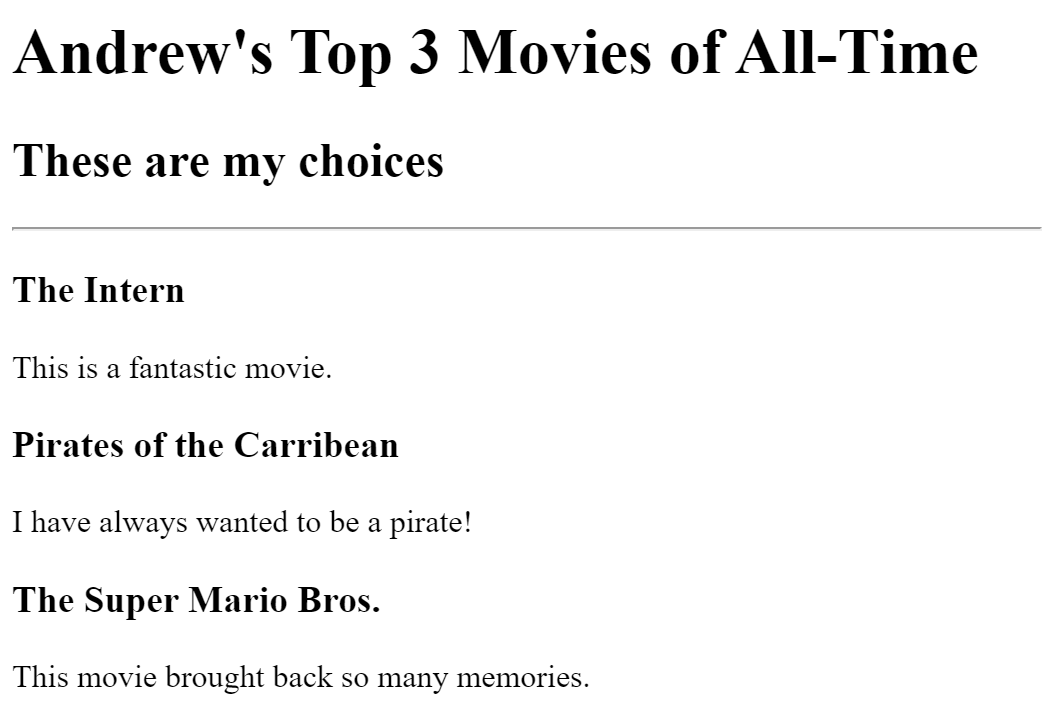 Andrew's Top 3 Movies of All-Time
These are my choices
The Intern
This is a fantastic movie.
Pirates of the Carribean
I have always wanted to be a pirate!
The Super Mario Bros.
This movie brought back so many memories.